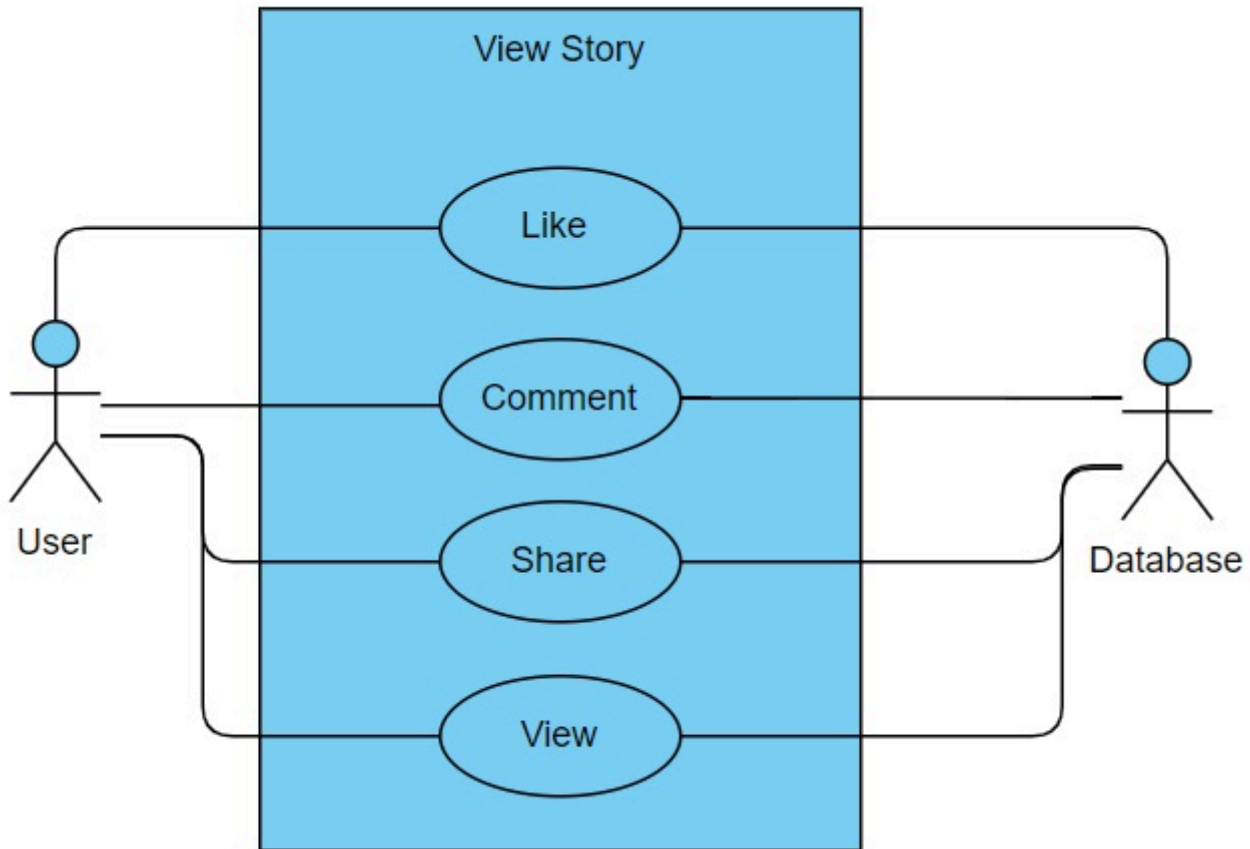 View Story
Like
Comment
Share
View
User
Database